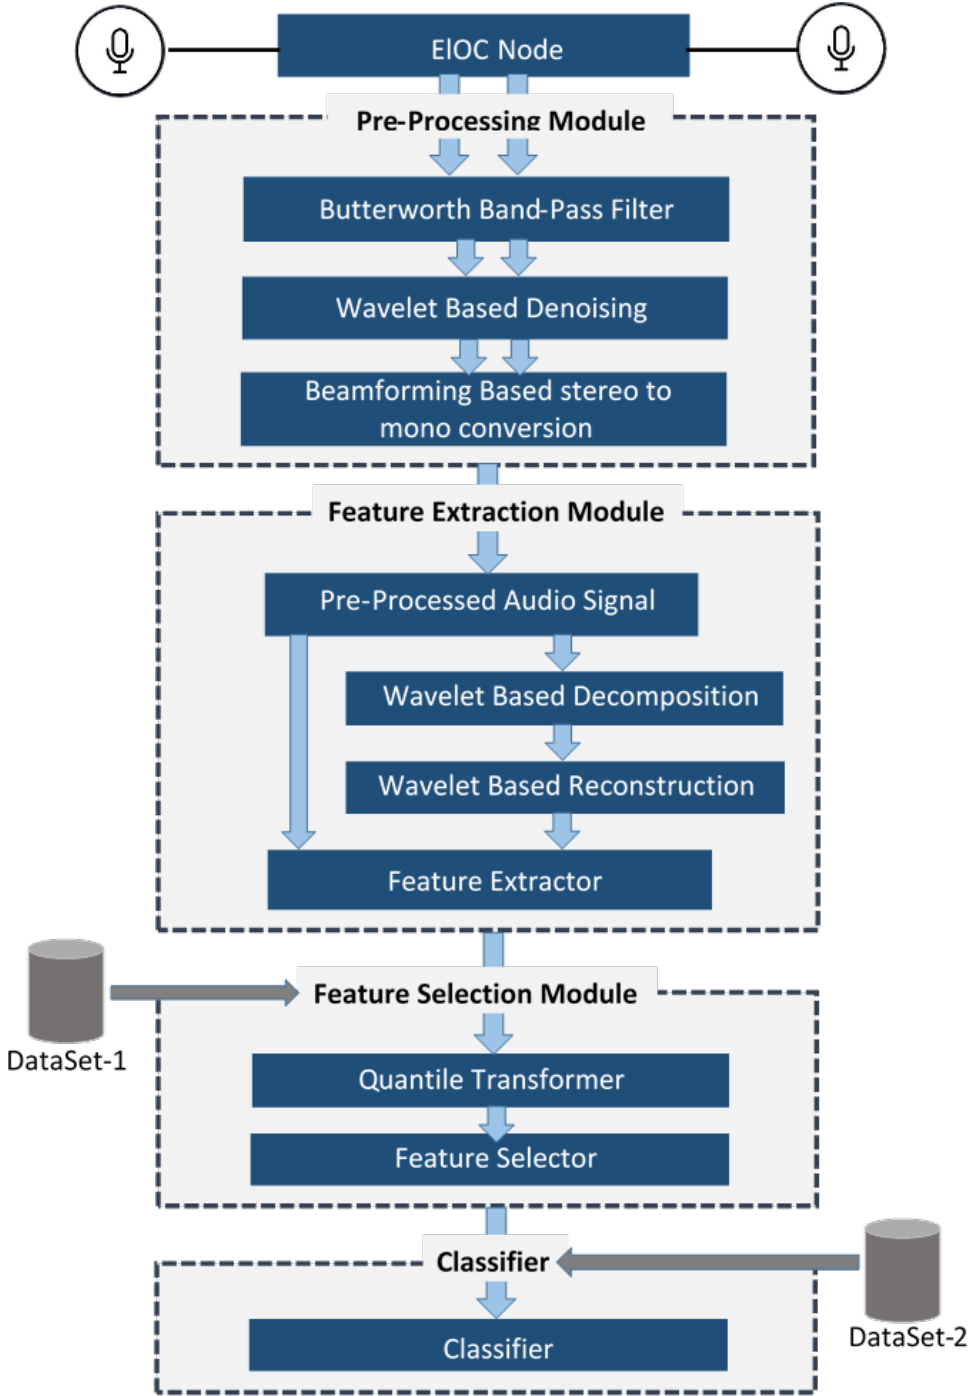 ElOC Node
Pre-Processing Module
Butterworth Band-Pass Filter
Wavelet Based Denoising
Beamforming Based stereo to
mono conversion
Feature Extraction Module
Pre-Processed Audio Signal
Wavelet Based Decomposition
Wavelet Based Reconstruction
Feature Extractor
DataSet-1
Feature Selection Module
Quantile Transformer
Feature Selector
Classifier
DataSet-2
Classifier